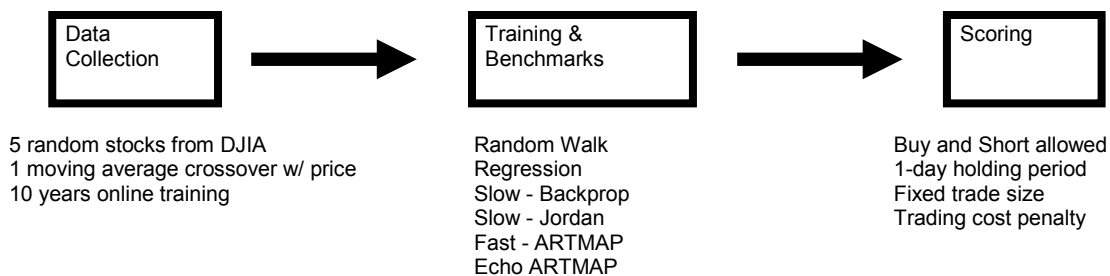 Data
Collection
Training &
Benchmarks
Scoring
5 random stocks from DJIA
1 moving average crossover w/ price
10 years online training
Random Walk
Regression
Slow - Backprop
Slow - Jordan
Fast - ARTMAP
Echo ARTMAP
Buy and Short allowed
1-day holding period
Fixed trade size
Trading cost penalty